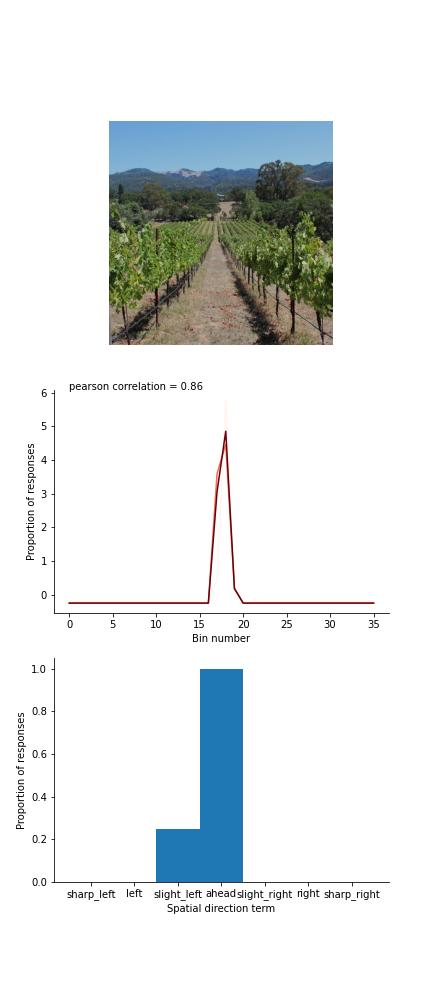 pearson correlation = 0.86
6
5
4
3
2
1
0
Proportion of responses
0 5 10 15 20 25 30 35
Bin number
1.0
0.8
0.6
0.4
0.2
0.0
Proportion of responses
sharp_left left slight_left ahead slight_right right sharp_right
Spatial direction term